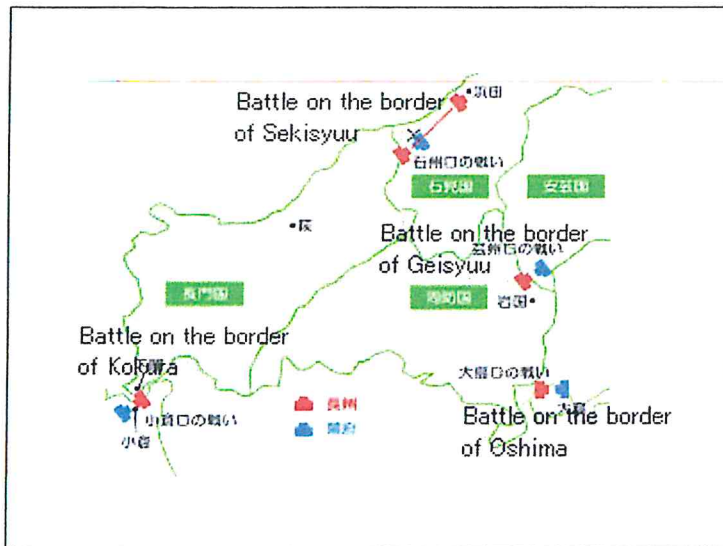 Battle on the border
of Sekisyuu
浜田
石州口の戦い
石見国
安芸国
萩
Battle on the border
of Geisyuu
芸州口の戦い
長門国
周防国
岩国
Battle on the border
of Kokura
小倉口の戦い
小倉
長州
幕府
大島口の戦い
大島
Battle on the border
of Oshima